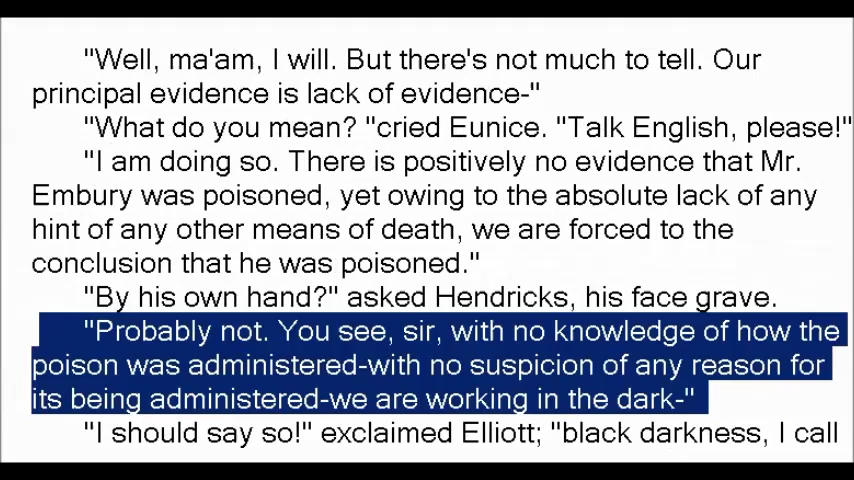 "Well, ma'am, I will. But there's not much to tell. Our
principal evidence is lack of evidence-"
"What do you mean? "cried Eunice. "Talk English, please!"
"I am doing so. There is positively no evidence that Mr.
Embury was poisoned, yet owing to the absolute lack of any
hint of any other means of death, we are forced to the
conclusion that he was poisoned."
"By his own hand?" asked Hendricks, his face grave.
"Probably not. You see, sir, with no knowledge of how the
poison was administered-with no suspicion of any reason for
its being administered-we are working in the dark-"
"I should say so!" exclaimed Elliott; "black darkness, I call